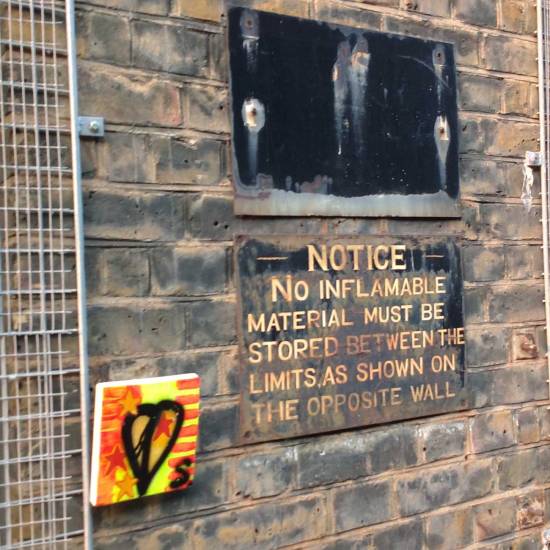 — NOTICE —
NO INFLAMABLE
MATERIAL MUST BE
STORED BETWEEN THE
LIMITS, AS SHOWN ON
THE OPPOSITE WALL
S